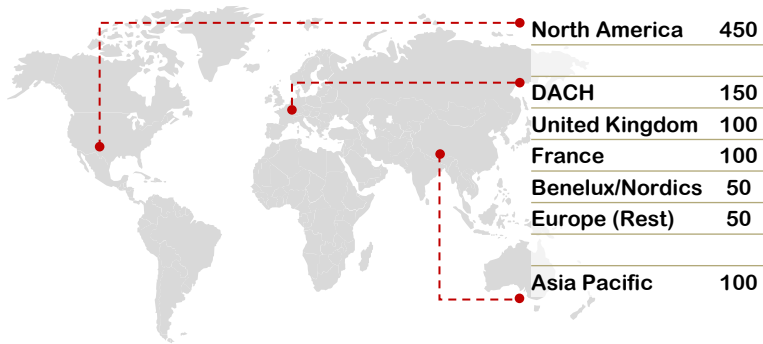 North America 450
DACH 150
United Kingdom 100
France 100
Benelux/Nordics 50
Europe (Rest) 50
Asia Pacific 100